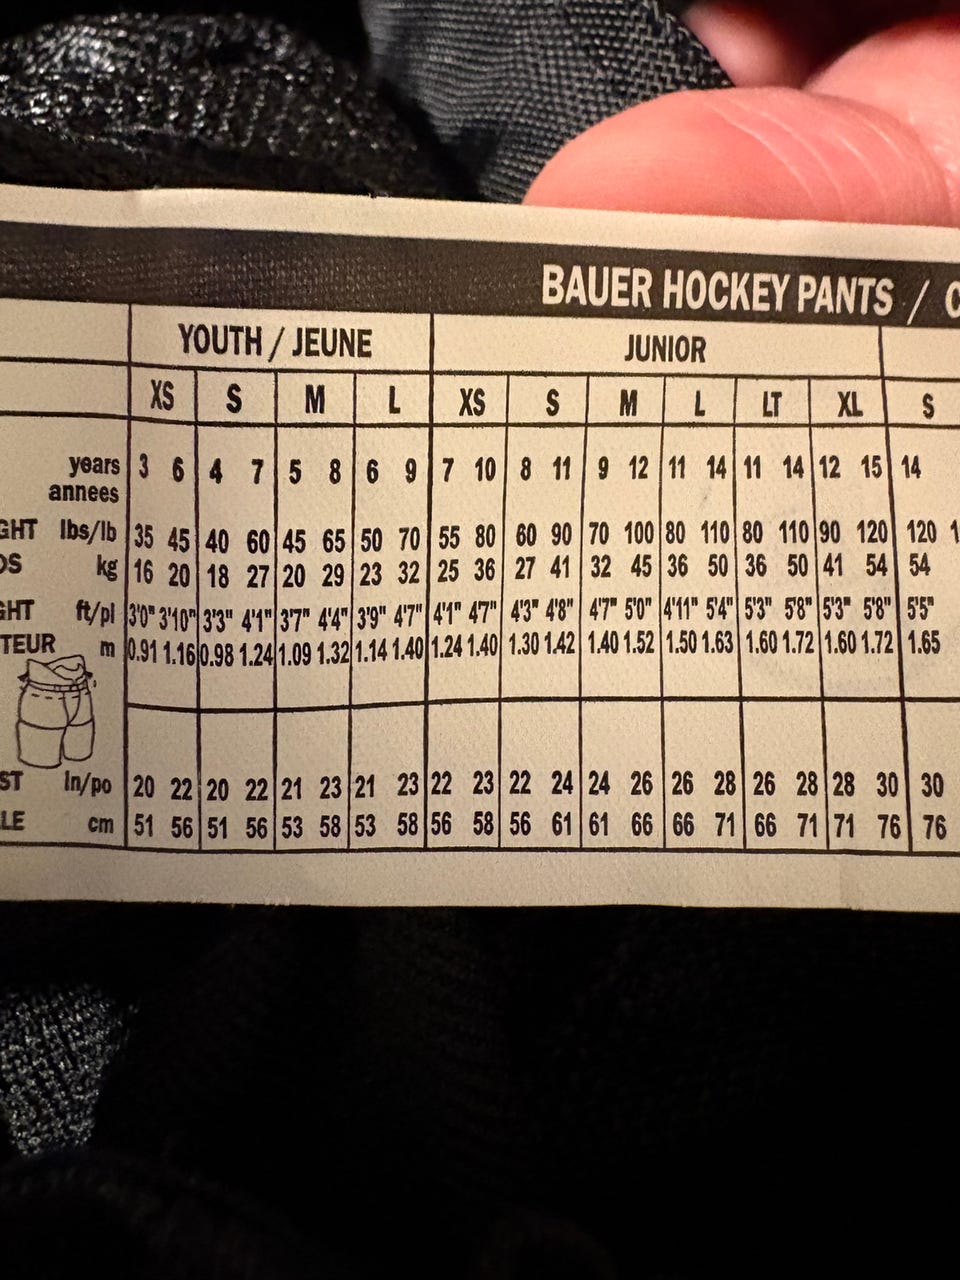 BAUER HOCKEY PANTS /
YOUTH / JEUNE JUNIOR
XS S M L XS S M L LT XL S
years 3 6 4 7 5 8 6 9 7 10 8 11 9 12 11 14 11 14 12 15 14
annees
GHT lbs/lb 35 45 40 60 45 65 50 70 55 80 60 90 70 100 80 110 80 110 90 120 120 1
DS kg 16 20 18 27 20 29 23 32 25 36 27 41 32 45 36 50 36 50 41 54 54
GHT ft/pl 3'0" 3'10" 3'3" 4'1" 3'7" 4'4" 3'9" 4'7" 4'1" 4'7" 4'3" 4'8" 4'7" 5'0" 4'11" 5'4" 5'3" 5'8" 5'3" 5'8" 5'5"
TEUR m 0.91 1.16 0.98 1.24 1.09 1.32 1.14 1.40 1.24 1.40 1.30 1.42 1.40 1.52 1.50 1.63 1.60 1.72 1.60 1.72 1.65
ST in/po 20 22 20 22 21 23 21 23 22 23 22 24 24 26 26 28 26 28 28 30 30
LE cm 51 56 51 56 53 58 53 58 56 58 56 61 61 66 66 71 66 71 71 76 76